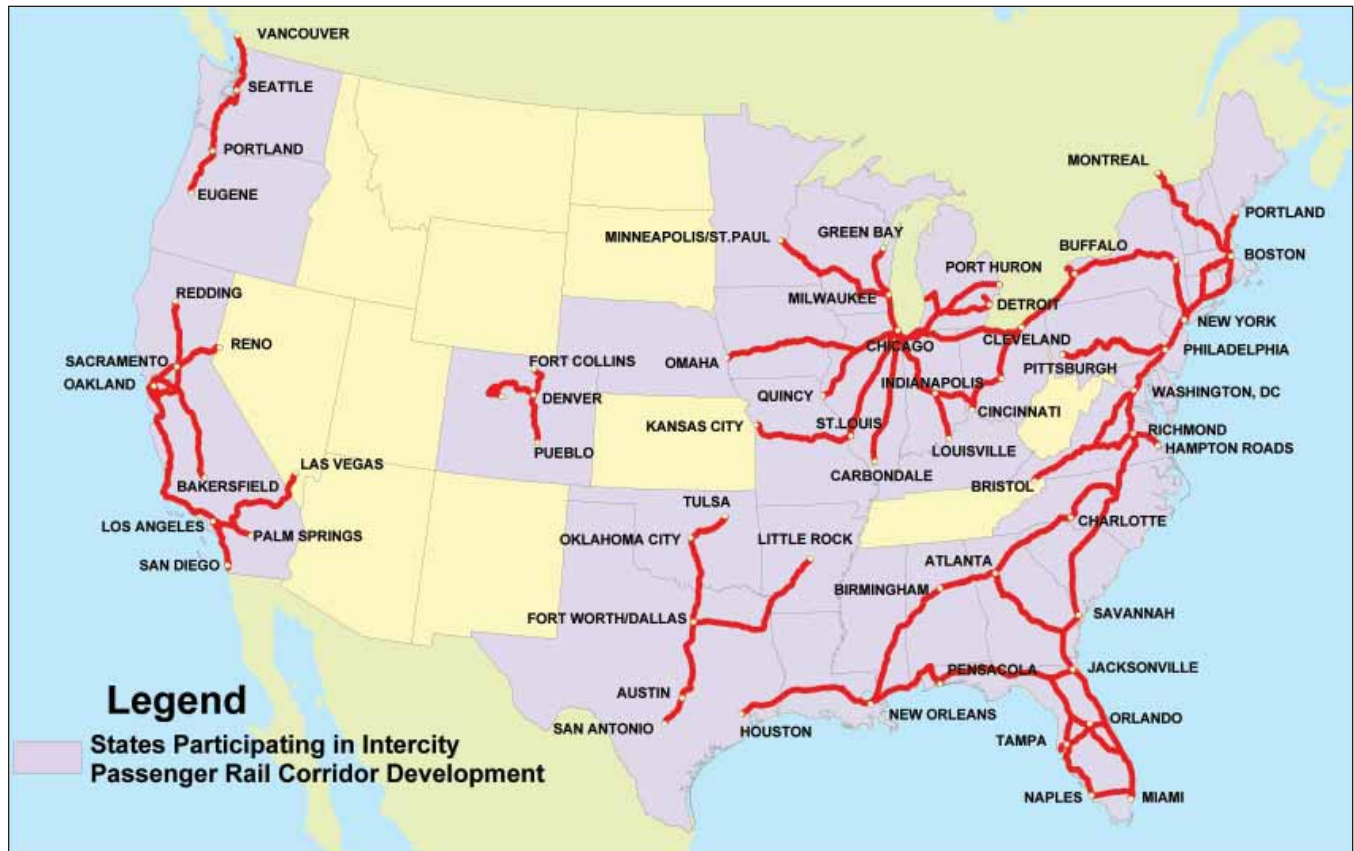 VANCOUVER
SEATTLE
PORTLAND
EUGENE
MONTREAL
PORTLAND
BOSTON
BUFFALO
GREEN BAY
MINNEAPOLIS/ST.PAUL
PORT HURON
DETROIT
MILWAUKEE
REDDING
RENO
NEW YORK
CLEVELAND
CHICAGO
PHILADELPHIA
SACRAMENTO
OAKLAND
FORT COLLINS
OMAHA
PITTSBURGH
INDIANAPOLIS
WASHINGTON, DC
DENVER
QUINCY
CINCINNATI
KANSAS CITY
ST.LOUIS
RICHMOND
HAMPTON ROADS
PUEBLO
LOUISVILLE
LAS VEGAS
CARBONDALE
BAKERSFIELD
BRISTOL
TULSA
CHARLOTTE
LOS ANGELES
PALM SPRINGS
OKLAHOMA CITY
LITTLE ROCK
SAN DIEGO
ATLANTA
BIRMINGHAM
SAVANNAH
FORT WORTH/DALLAS
PENSACOLA
JACKSONVILLE
AUSTIN
NEW ORLEANS
ORLANDO
SAN ANTONIO
HOUSTON
TAMPA
NAPLES
MIAMI
Legend
States Participating in Intercity
Passenger Rail Corridor Development